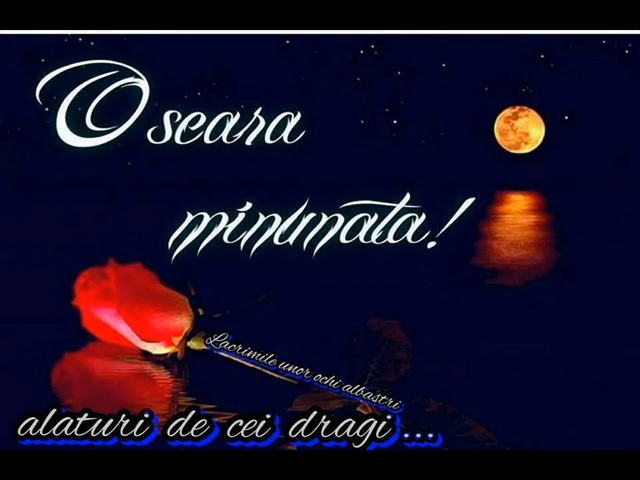 O seara
minunata!
Lacrimile unor ochi albastri
alaturi de cei dragi ...